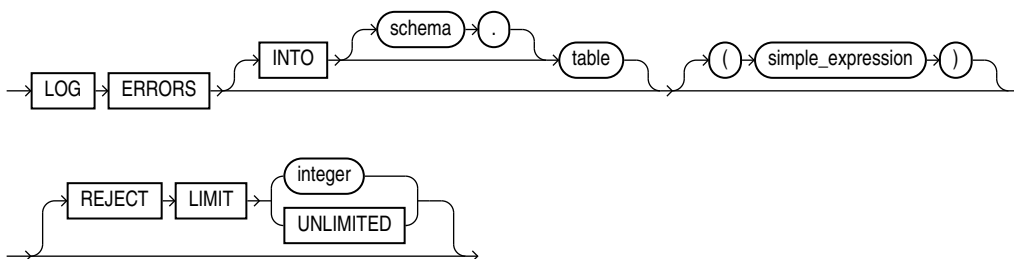 schema .
INTO table ( simple_expression )
LOG ERRORS
integer
REJECT LIMIT
UNLIMITED